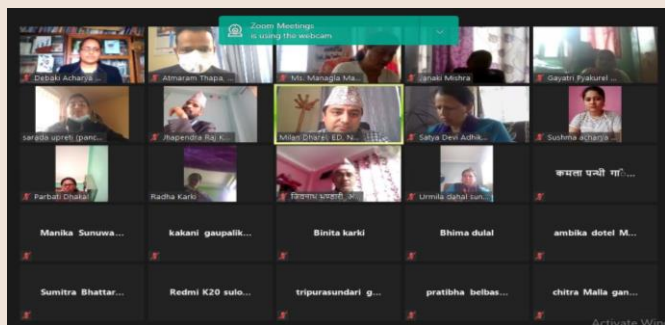 Zoom Meetings
is using the webcam
Debaki Acharya ...
Atmaram Thapa, ...
Ms. Managla Ma...
Janaki Mishra
Gayatri Pyakurel ...
sarada upreti (panc...
Jhapendra Raj K...
Milan Dharel, ED, N...
Satya Devi Adhik...
Sushma acharya ...
Parbati Dhakal
Radha Karki
Urmila dahal sun...
कमला पन्थी गा...
Manika Sunuwa...
kakani gaupalik...
Binita karki
Bhima dulal
ambika dotel M...
Sumitra Bhattar...
Redmi K20 sulo...
tripurasundari g...
pratibha belbas...
chitra Malla gan...
Activate Win